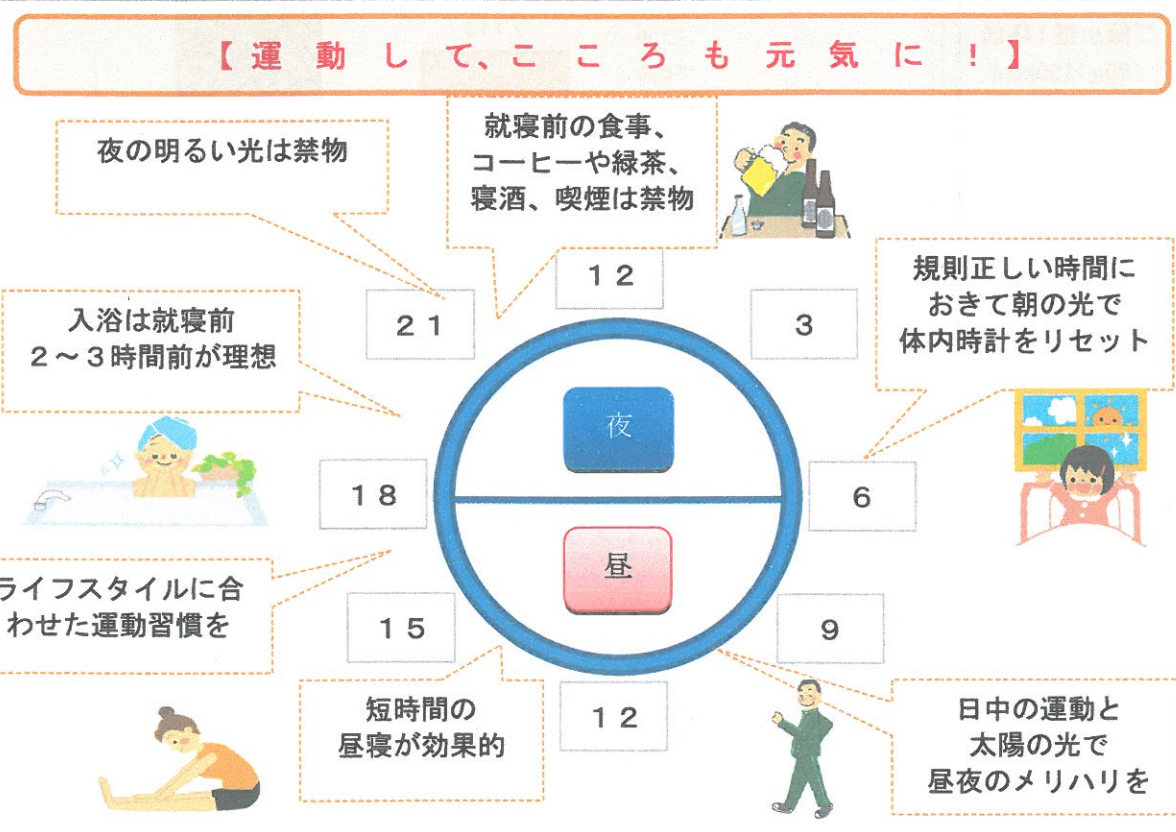 【運動して、こころも元気に！】
夜の明るい光は禁物
就寝前の食事、
コーヒーや緑茶、
寝酒、喫煙は禁物
規則正しい時間に
おきて朝の光で
体内時計をリセット
入浴は就寝前
２～３時間前が理想
１２
２１
３
夜
１８
６
昼
ライフスタイルに合
わせた運動習慣を
１５
９
短時間の
昼寝が効果的
１２
日中の運動と
太陽の光で
昼夜のメリハリを